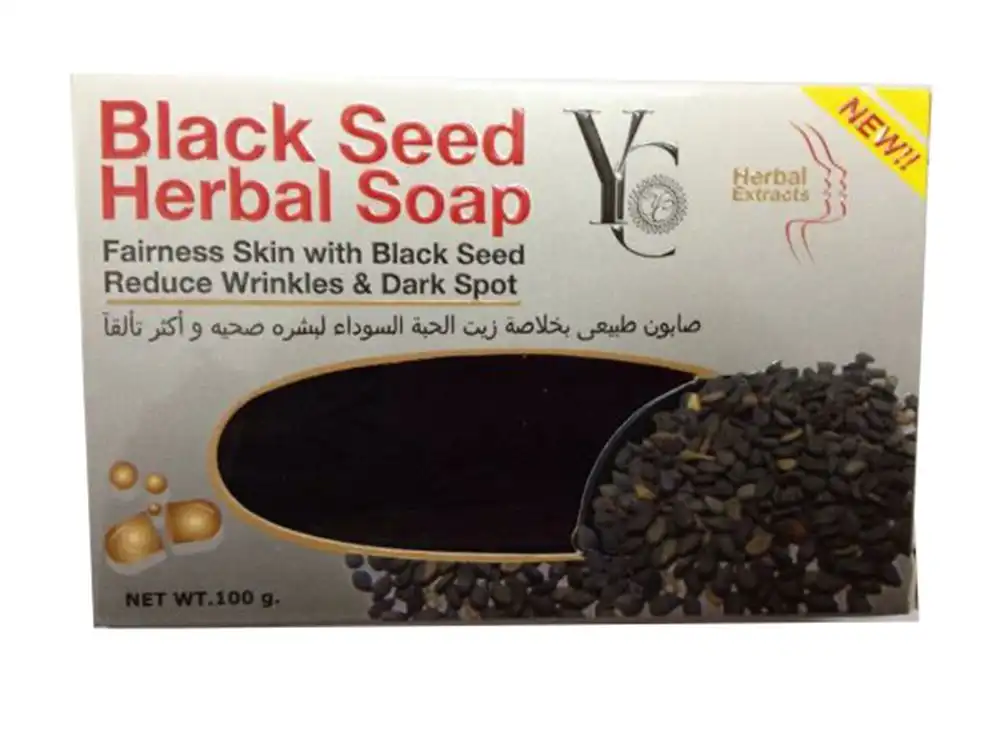 Black Seed
Herbal Soap
YC
Herbal
Extracts
NEW!!
Fairness Skin with Black Seed
Reduce Wrinkles & Dark Spot
صابون طبيعى بخلاصة زيت الحبة السوداء لبشره صحيه و أكثر تألقاً
NET WT.100 g.